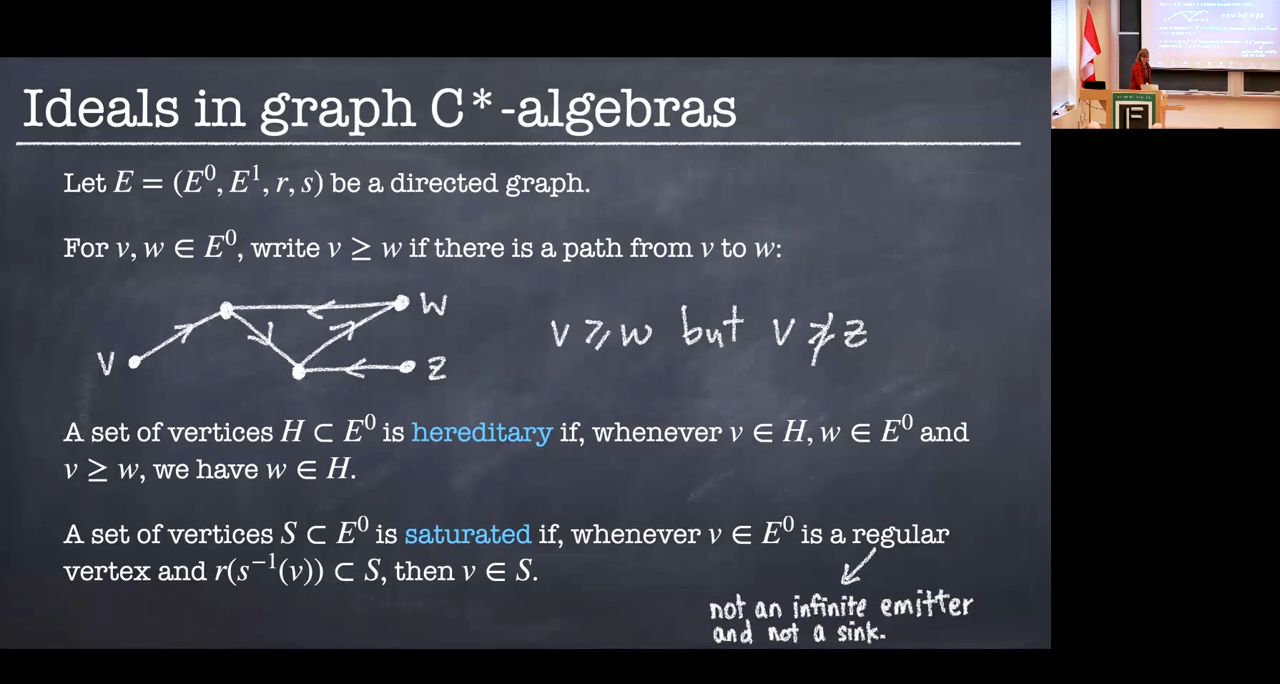 Ideals in graph C*-algebras
Let E = (E⁰, E¹, r, s) be a directed graph.
For v, w ∈ E⁰, write v ≥ w if there is a path from v to w:
W
V
Z
v ⩾ w but v ⩾̸ z
A set of vertices H ⊂ E⁰ is hereditary if, whenever v ∈ H, w ∈ E⁰ and
v ≥ w, we have w ∈ H.
A set of vertices S ⊂ E⁰ is saturated if, whenever v ∈ E⁰ is a regular
vertex and r(s⁻¹(v)) ⊂ S, then v ∈ S.
not an infinite emitter
and not a sink.